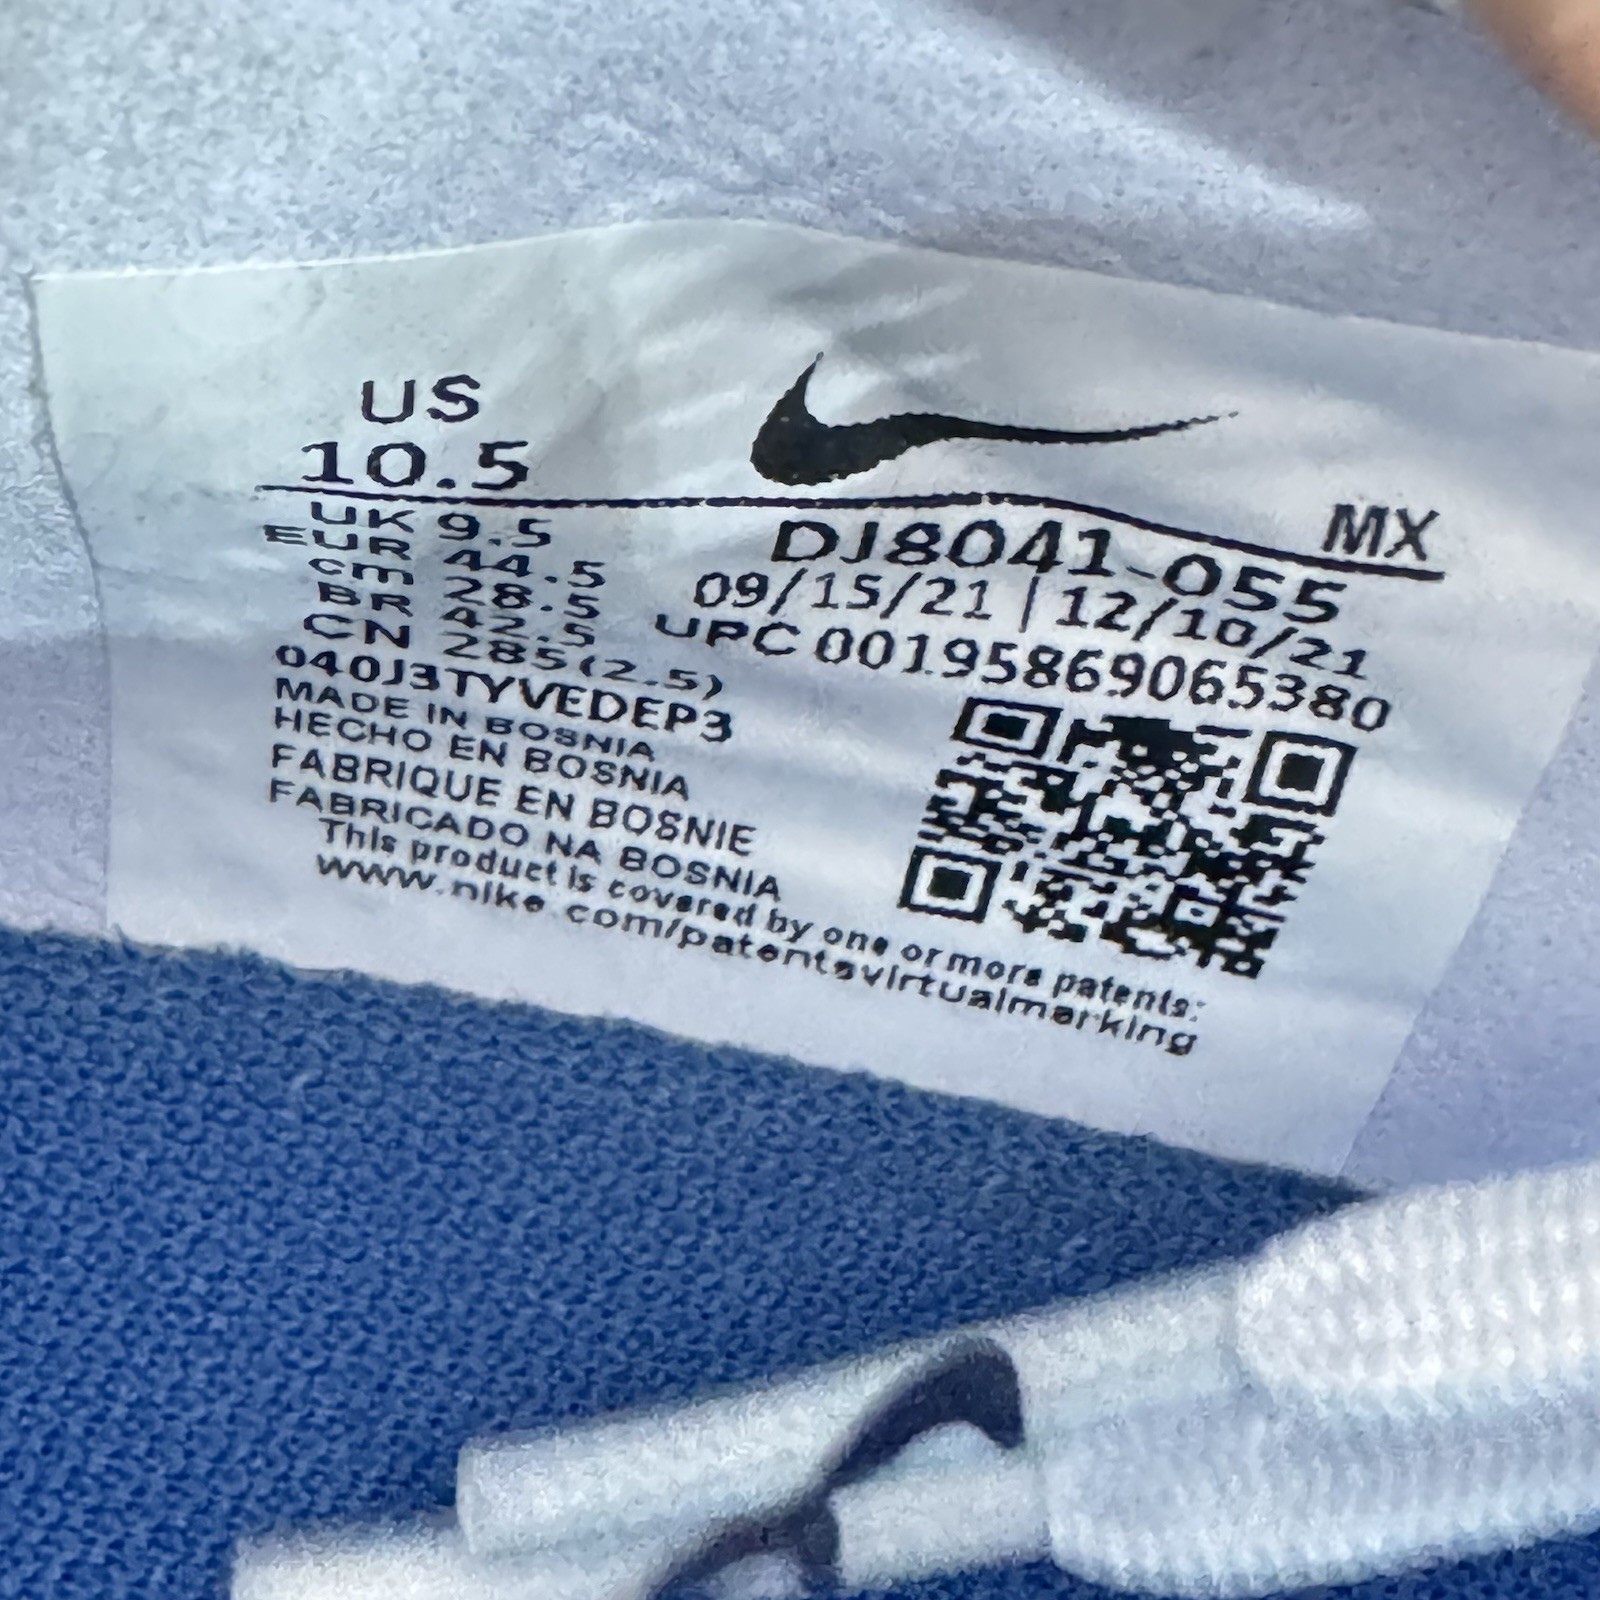 US
10.5
MX
UK 9.5
EUR 44.5
cm 28.5
BR 42.5
CN 285(2.5)
040J3TYVEDEP3
MADE IN BOSNIA
HECHO EN BOSNIA
FABRIQUE EN BOSNIE
FABRICADO NA BOSNIA
DJ8041-055
09/15/21 | 12/10/21
UPC 00195869065380
This product is covered by one or more patents:
www.nike.com/patentsvirtualmarking